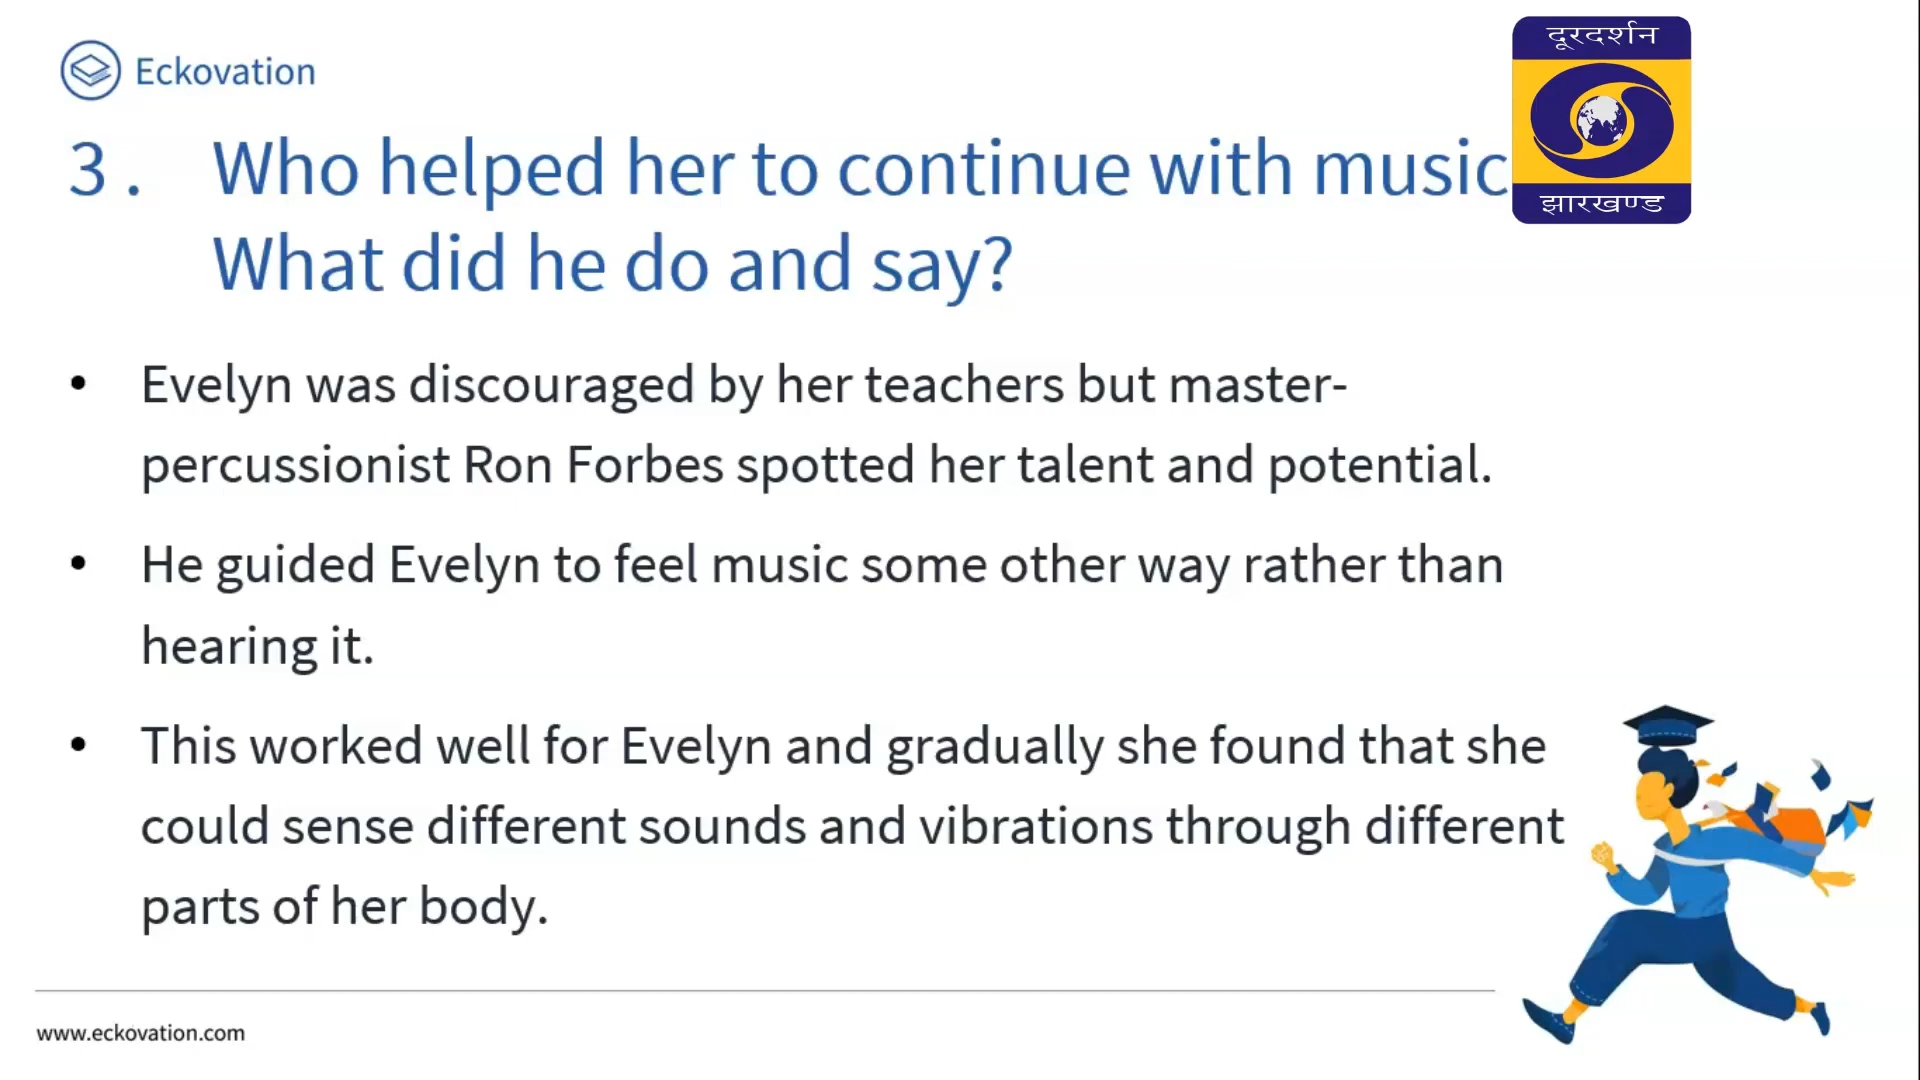 Eckovation
दूरदर्शन
झारखण्ड
3 . Who helped her to continue with music
What did he do and say?
• Evelyn was discouraged by her teachers but master-
percussionist Ron Forbes spotted her talent and potential.
• He guided Evelyn to feel music some other way rather than
hearing it.
• This worked well for Evelyn and gradually she found that she
could sense different sounds and vibrations through different
parts of her body.
www.eckovation.com